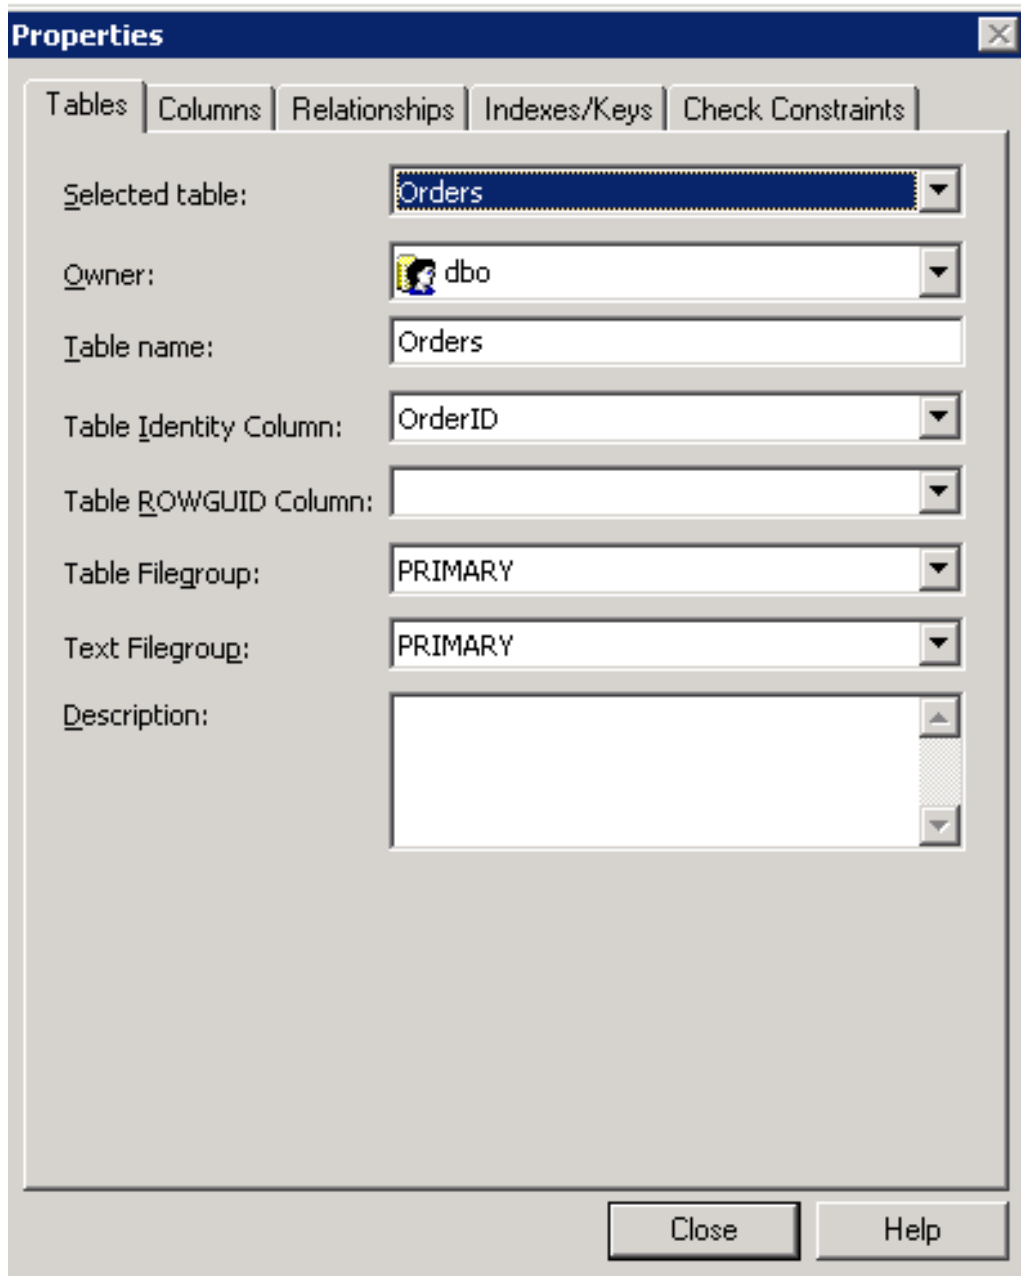 Properties
Tables Columns Relationships Indexes/Keys Check Constraints
Selected table: Orders
Owner: dbo
Table name: Orders
Table Identity Column: OrderID
Table ROWGUID Column:
Table Filegroup: PRIMARY
Text Filegroup: PRIMARY
Description:
Close Help